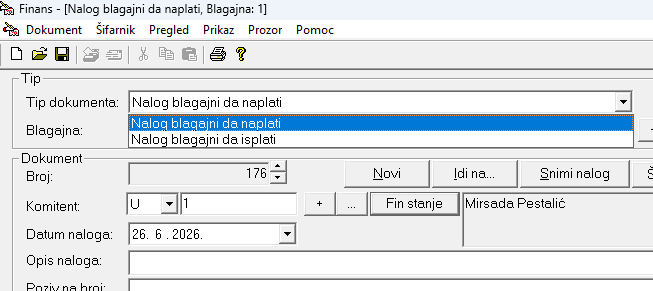 Finans - [Nalog blagajni da naplati, Blagajna: 1]
Dokument Šifarnik Pregled Prikaz Prozor Pomoc
Tip
Tip dokumenta: Nalog blagajni da naplati
Blagajna: Nalog blagajni da naplati
Nalog blagajni da isplati
Dokument
Broj: 176 Novi Idi na... Snimi nalog Š
Komitent: U 1 + ... Fin stanje Mirsada Pestalić
Datum naloga: 26. 6 . 2026.
Opis naloga:
Poziv na broj: